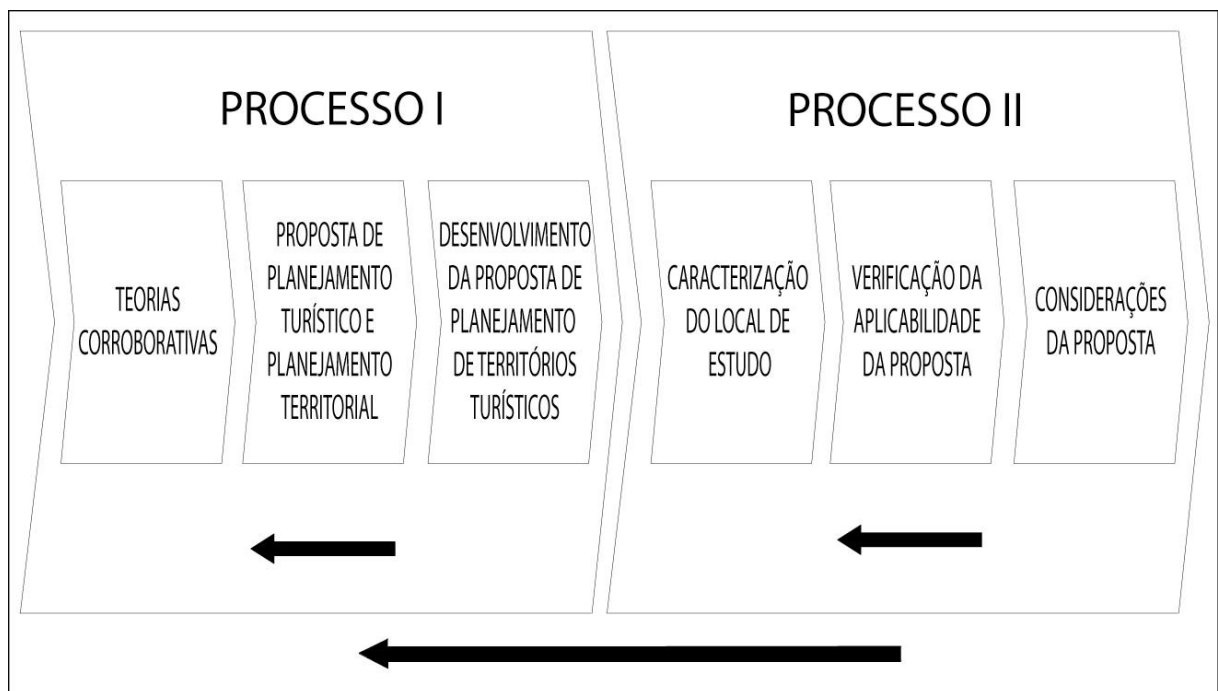 PROCESSO I
TEORIAS
CORROBORATIVAS
PROPOSTA DE
PLANEJAMENTO
TURÍSTICO E
PLANEJAMENTO
TERRITORIAL
DESENVOLVIMENTO
DA PROPOSTA DE
PLANEJAMENTO
DE TERRITÓRIOS
TURÍSTICOS
PROCESSO II
CARACTERIZAÇÃO
DO LOCAL DE
ESTUDO
VERIFICAÇÃO DA
APLICABILIDADE
DA PROPOSTA
CONSIDERAÇÕES
DA PROPOSTA